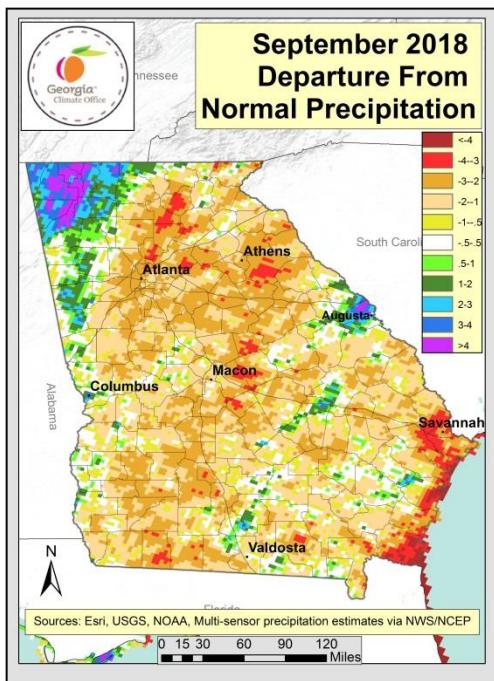 September 2018
Departure From
Normal Precipitation
Georgia
Climate Office
nnessee
<-4
-4--3
-3--2
-2--1
-1-.5
-.5-.5
.5-1
1-2
2-3
3-4
>4
South Caroli
Athens
Atlanta
Augusta
Macon
Columbus
Alabama
Savannah
Valdosta
N
Florida
Sources: Esri, USGS, NOAA, Multi-sensor precipitation estimates via NWS/NCEP
0 15 30 60 90 120
Miles